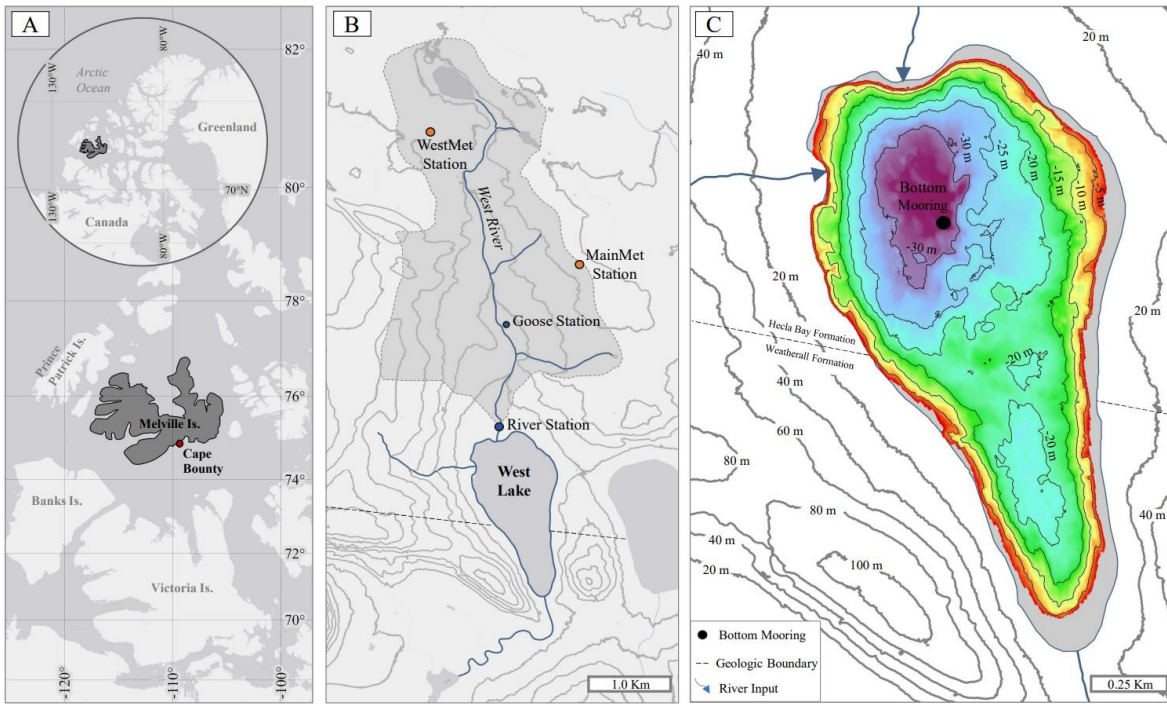 A
82°
80°W
130°W
Arctic
Ocean
Greenland
70°N
130°W
Canada
80°W
80°
78°
Prince
Patrick Is.
76°
Melville Is.
Cape
Bounty
Banks Is.
74°
72°
Victoria Is.
70°
-120°
-110°
-100°
B
WestMet
Station
West River
MainMet
Station
Goose Station
River Station
West
Lake
1.0 Km
C
40 m
20 m
-30 m
-25 m
-20 m
-15 m
-10 m
-5 m
Bottom
Mooring
-30 m
20 m
20 m
Hecla Bay Formation
Weatherall Formation
-20 m
40 m
60 m
-20 m
80 m
80 m
40 m
40 m
20 m
100 m
Bottom Mooring
Geologic Boundary
River Input
0.25 Km